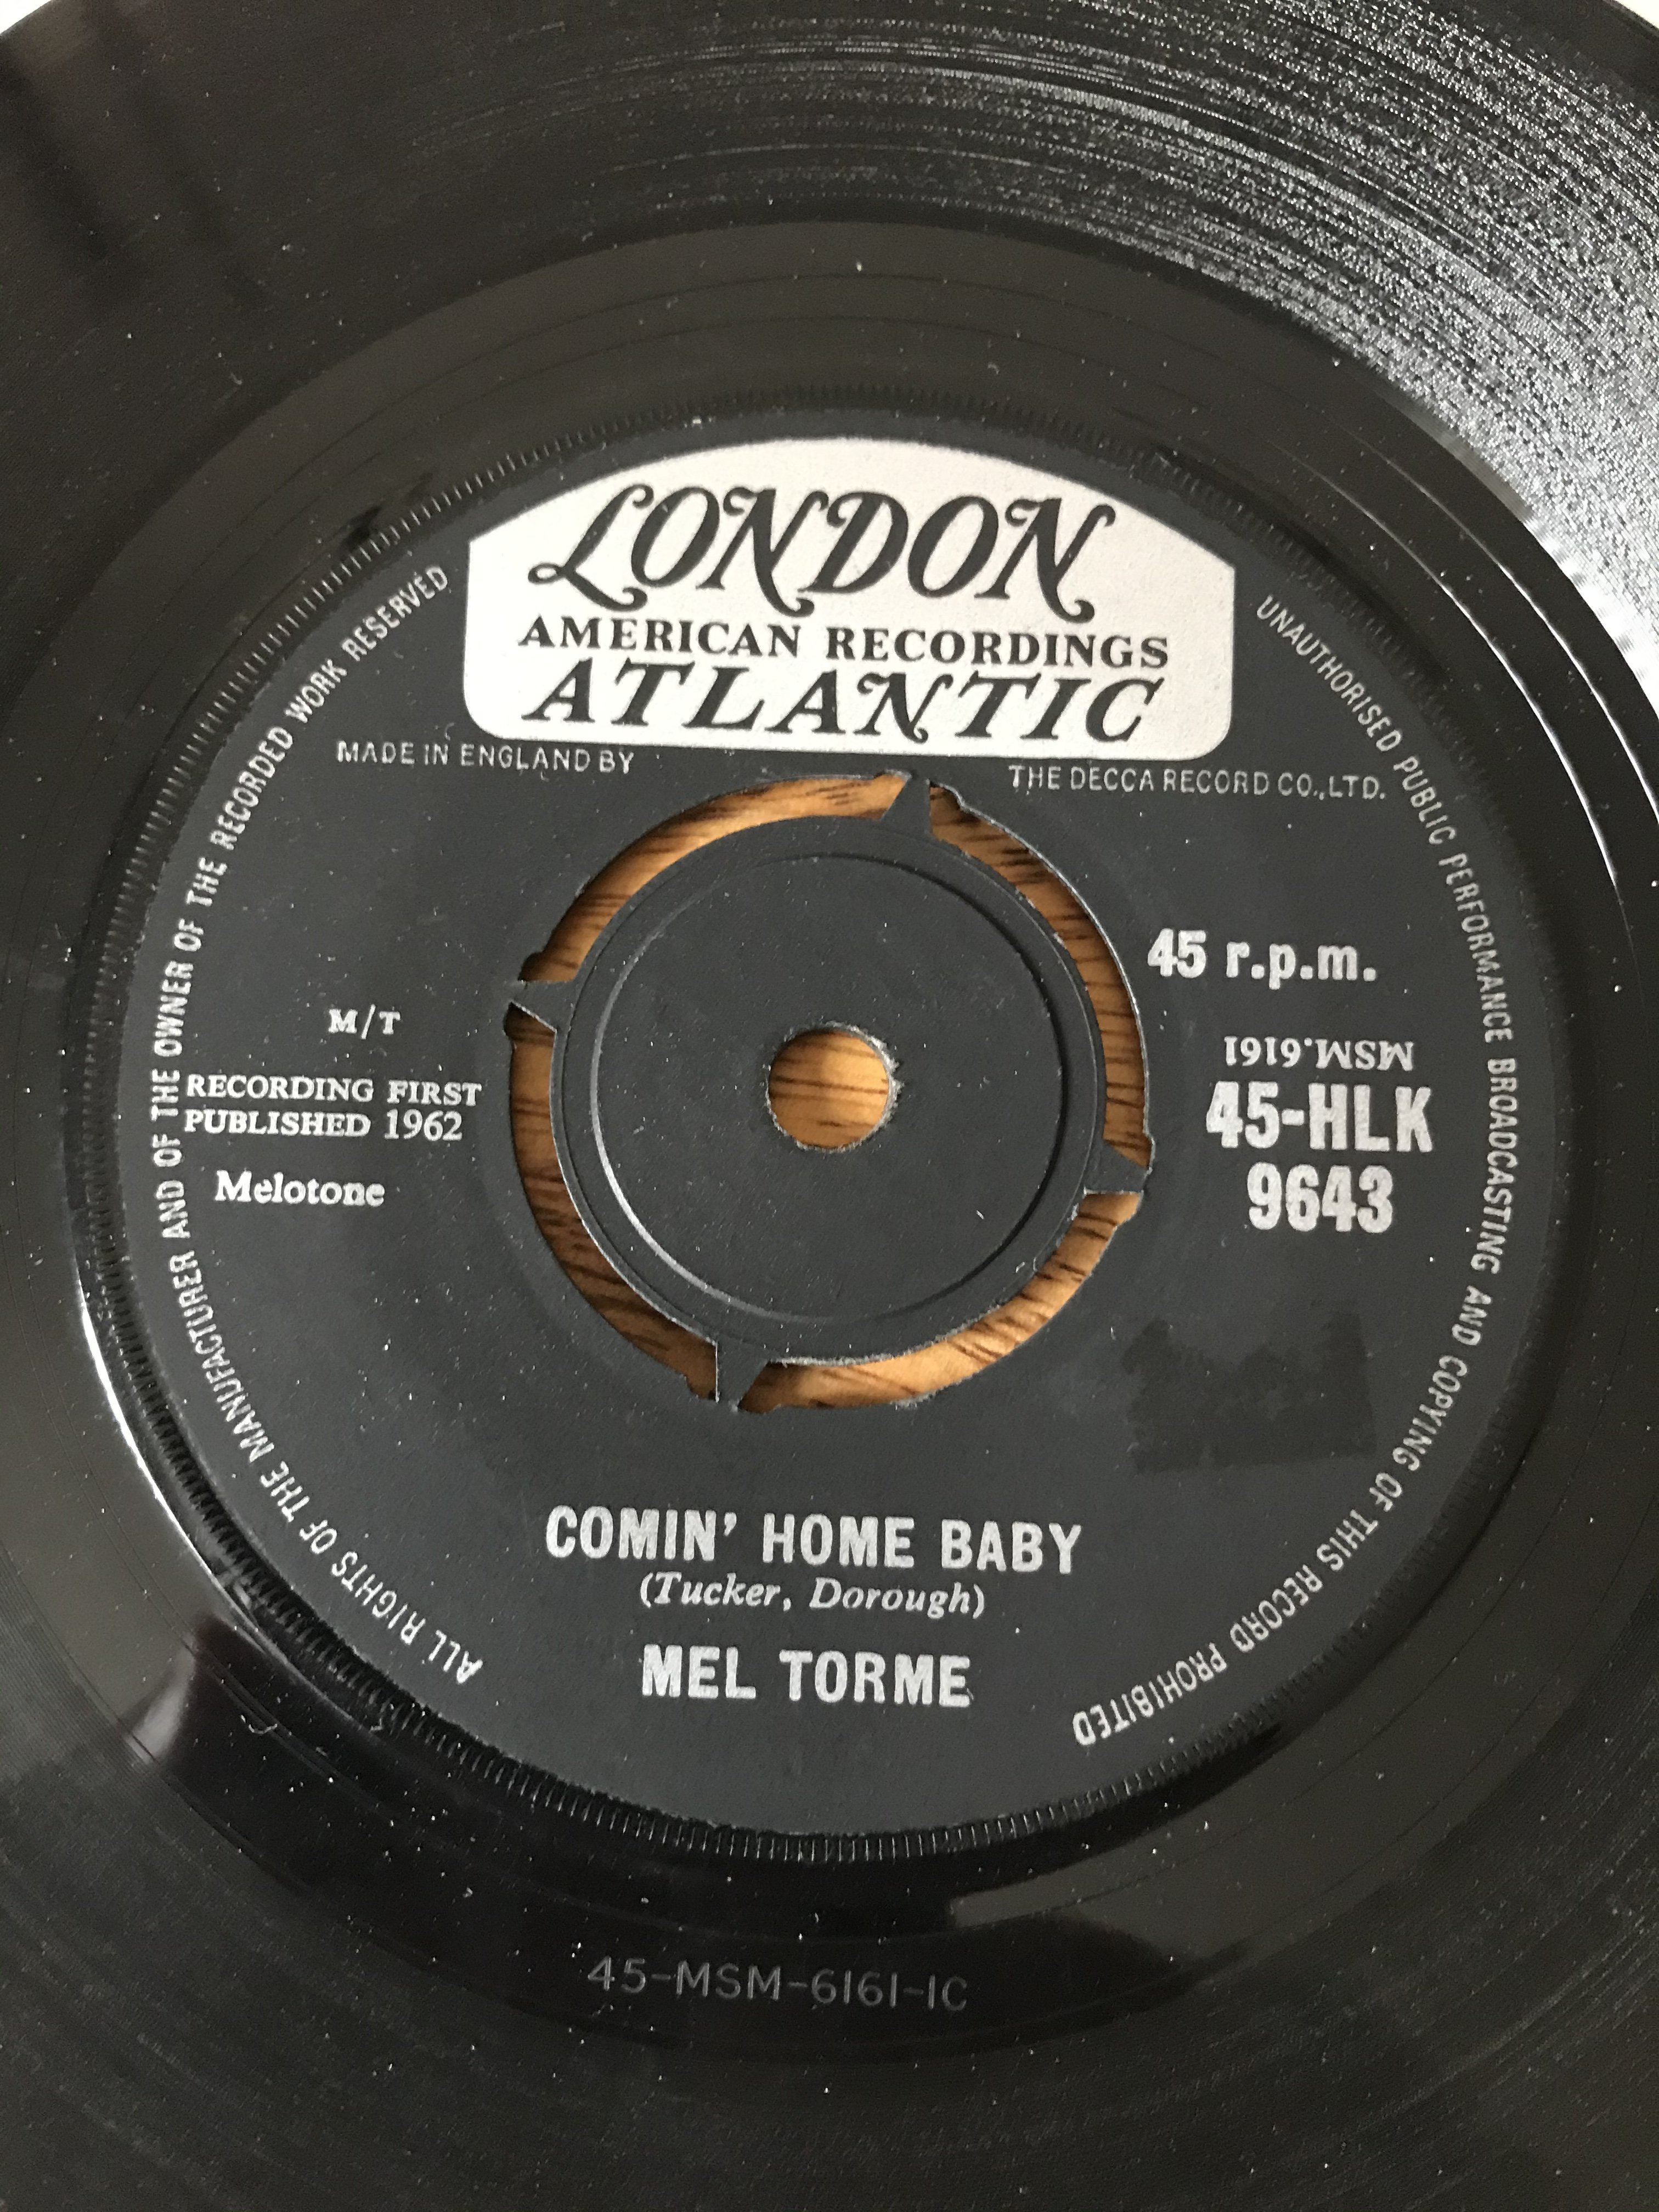 LONDON
AMERICAN RECORDINGS
ATLANTIC
MADE IN ENGLAND BY THE DECCA RECORD CO.,LTD.
ALL RIGHTS OF THE MANUFACTURER AND OF THE OWNER OF THE RECORDED WORK RESERVED
UNAUTHORISED PUBLIC PERFORMANCE BROADCASTING AND COPYING OF THIS RECORD PROHIBITED
M/T
RECORDING FIRST
PUBLISHED 1962
Melotone
45 r.p.m.
MSM.6161
45-HLK
9643
COMIN' HOME BABY
(Tucker, Dorough)
MEL TORME
45-MSM-6161-1C